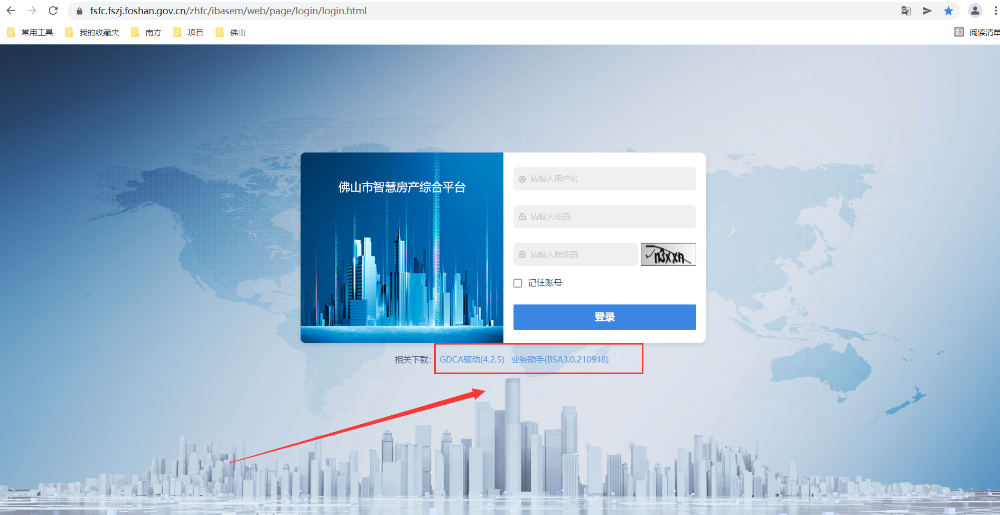 fsfc.fszj.foshan.gov.cn/zhfc/ibasem/web/page/login/login.html
常用工具 我的收藏夹 南方 项目 佛山 阅读清单
佛山市智慧房产综合平台
请输入用户名
请输入密码
请输入验证码 n3xxn
记住账号
登录
相关下载： GDCA驱动(4.2.5) 业务助手(BSA3.0.210918)